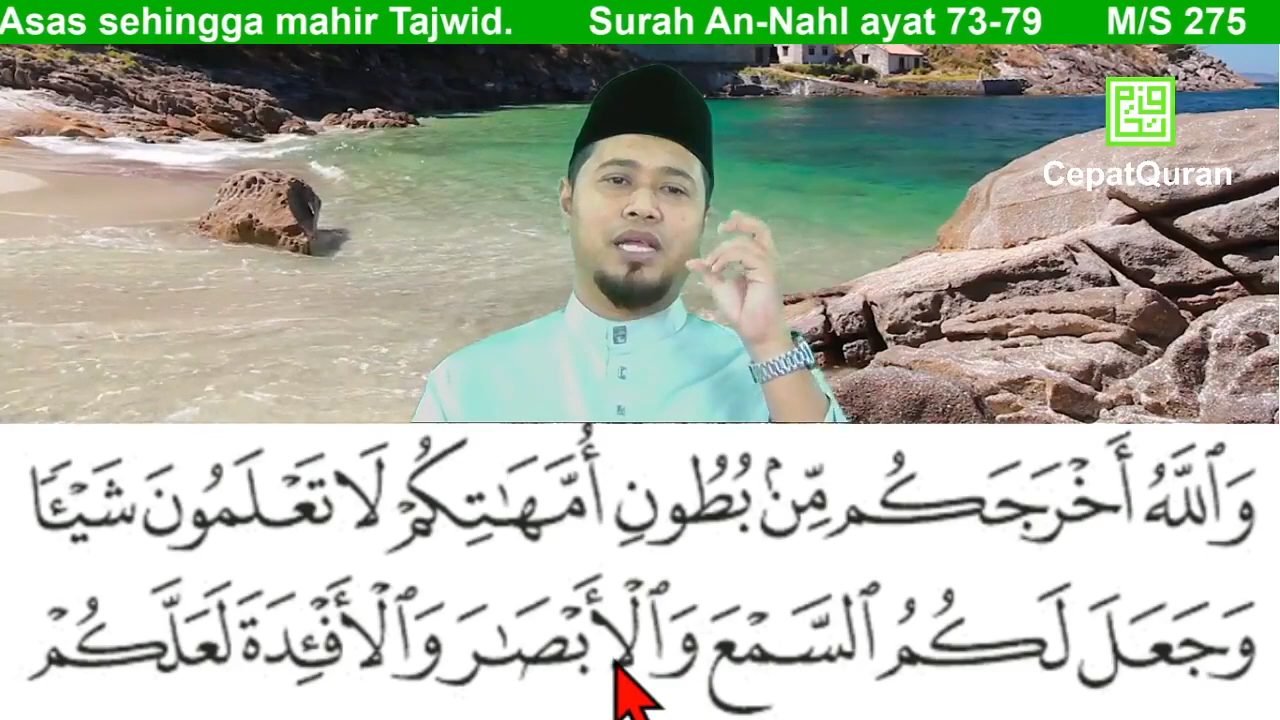 Asas sehingga mahir Tajwid. Surah An-Nahl ayat 73-79 M/S 275
CepatQuran
وَٱللَّهُ أَخْرَجَكُم مِّنۢ بُطُونِ أُمَّهَـٰتِكُمْ لَا تَعْلَمُونَ شَيْـًٔا
وَجَعَلَ لَكُمُ ٱلسَّمْعَ وَٱلْأَبْصَـٰرَ وَٱلْأَفْـِٔدَةَ لَعَلَّكُمْ